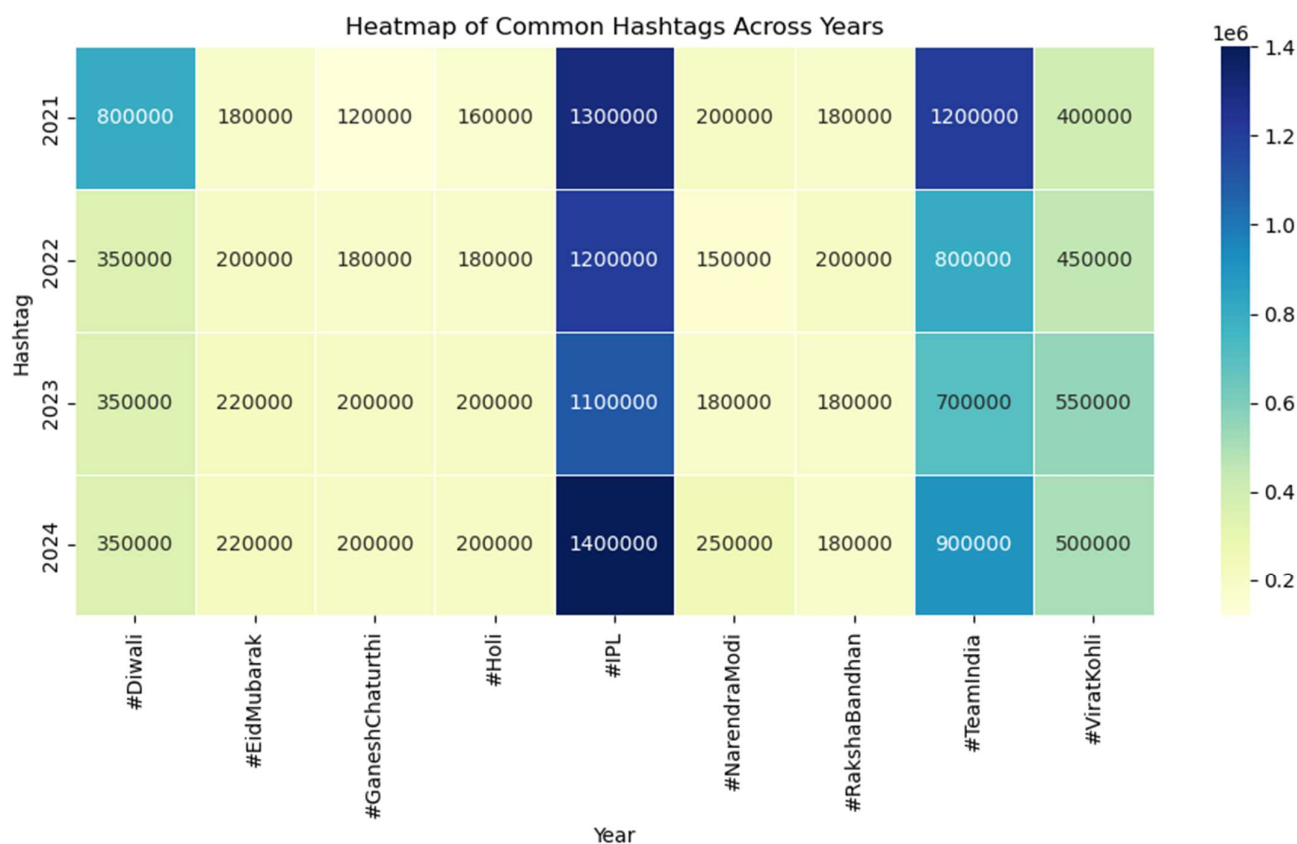 Heatmap of Common Hashtags Across Years
1e6
Hashtag
2021 800000 180000 120000 160000 1300000 200000 180000 1200000 400000
2022 350000 200000 180000 180000 1200000 150000 200000 800000 450000
2023 350000 220000 200000 200000 1100000 180000 180000 700000 550000
2024 350000 220000 200000 200000 1400000 250000 180000 900000 500000
#Diwali #EidMubarak #GaneshChaturthi #Holi #IPL #NarendraModi #RakshaBandhan #TeamIndia #ViratKohli
Year
1.4
1.2
1.0
0.8
0.6
0.4
0.2